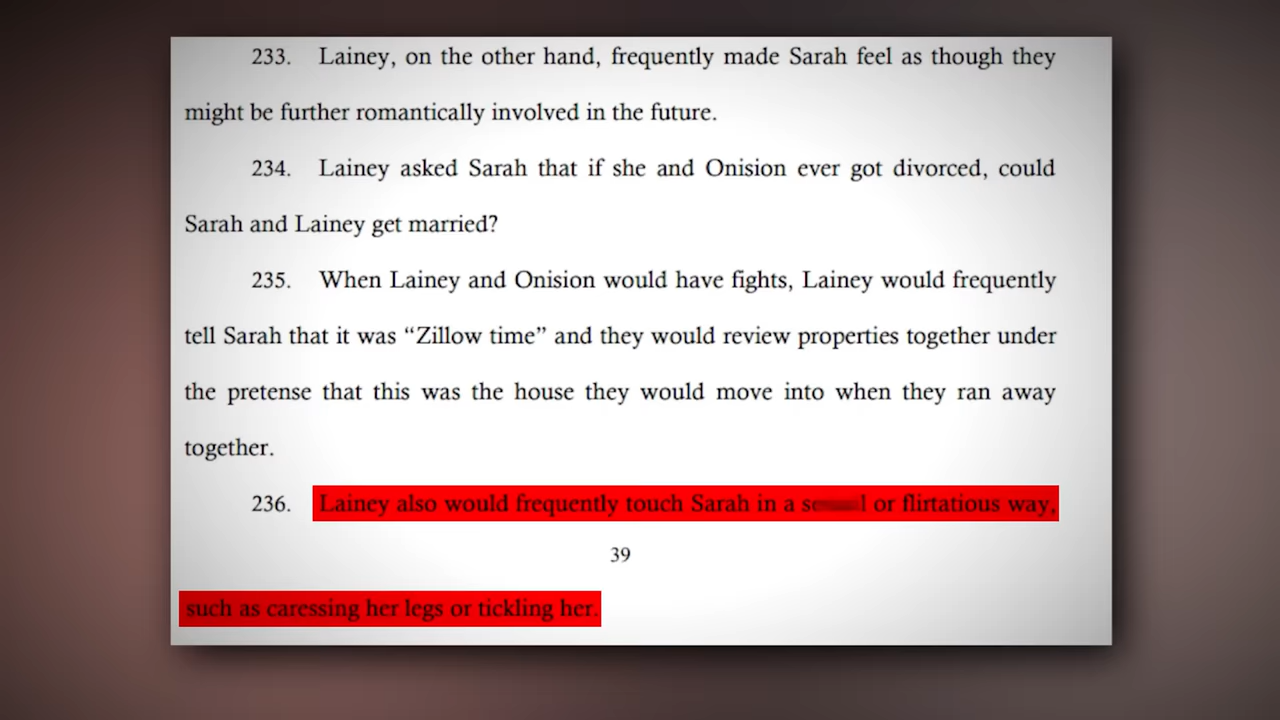 233. Lainey, on the other hand, frequently made Sarah feel as though they
might be further romantically involved in the future.
234. Lainey asked Sarah that if she and Onision ever got divorced, could
Sarah and Lainey get married?
235. When Lainey and Onision would have fights, Lainey would frequently
tell Sarah that it was “Zillow time” and they would review properties together under
the pretense that this was the house they would move into when they ran away
together.
236. Lainey also would frequently touch Sarah in a or flirtatious way,
39
such as caressing her legs or tickling her.